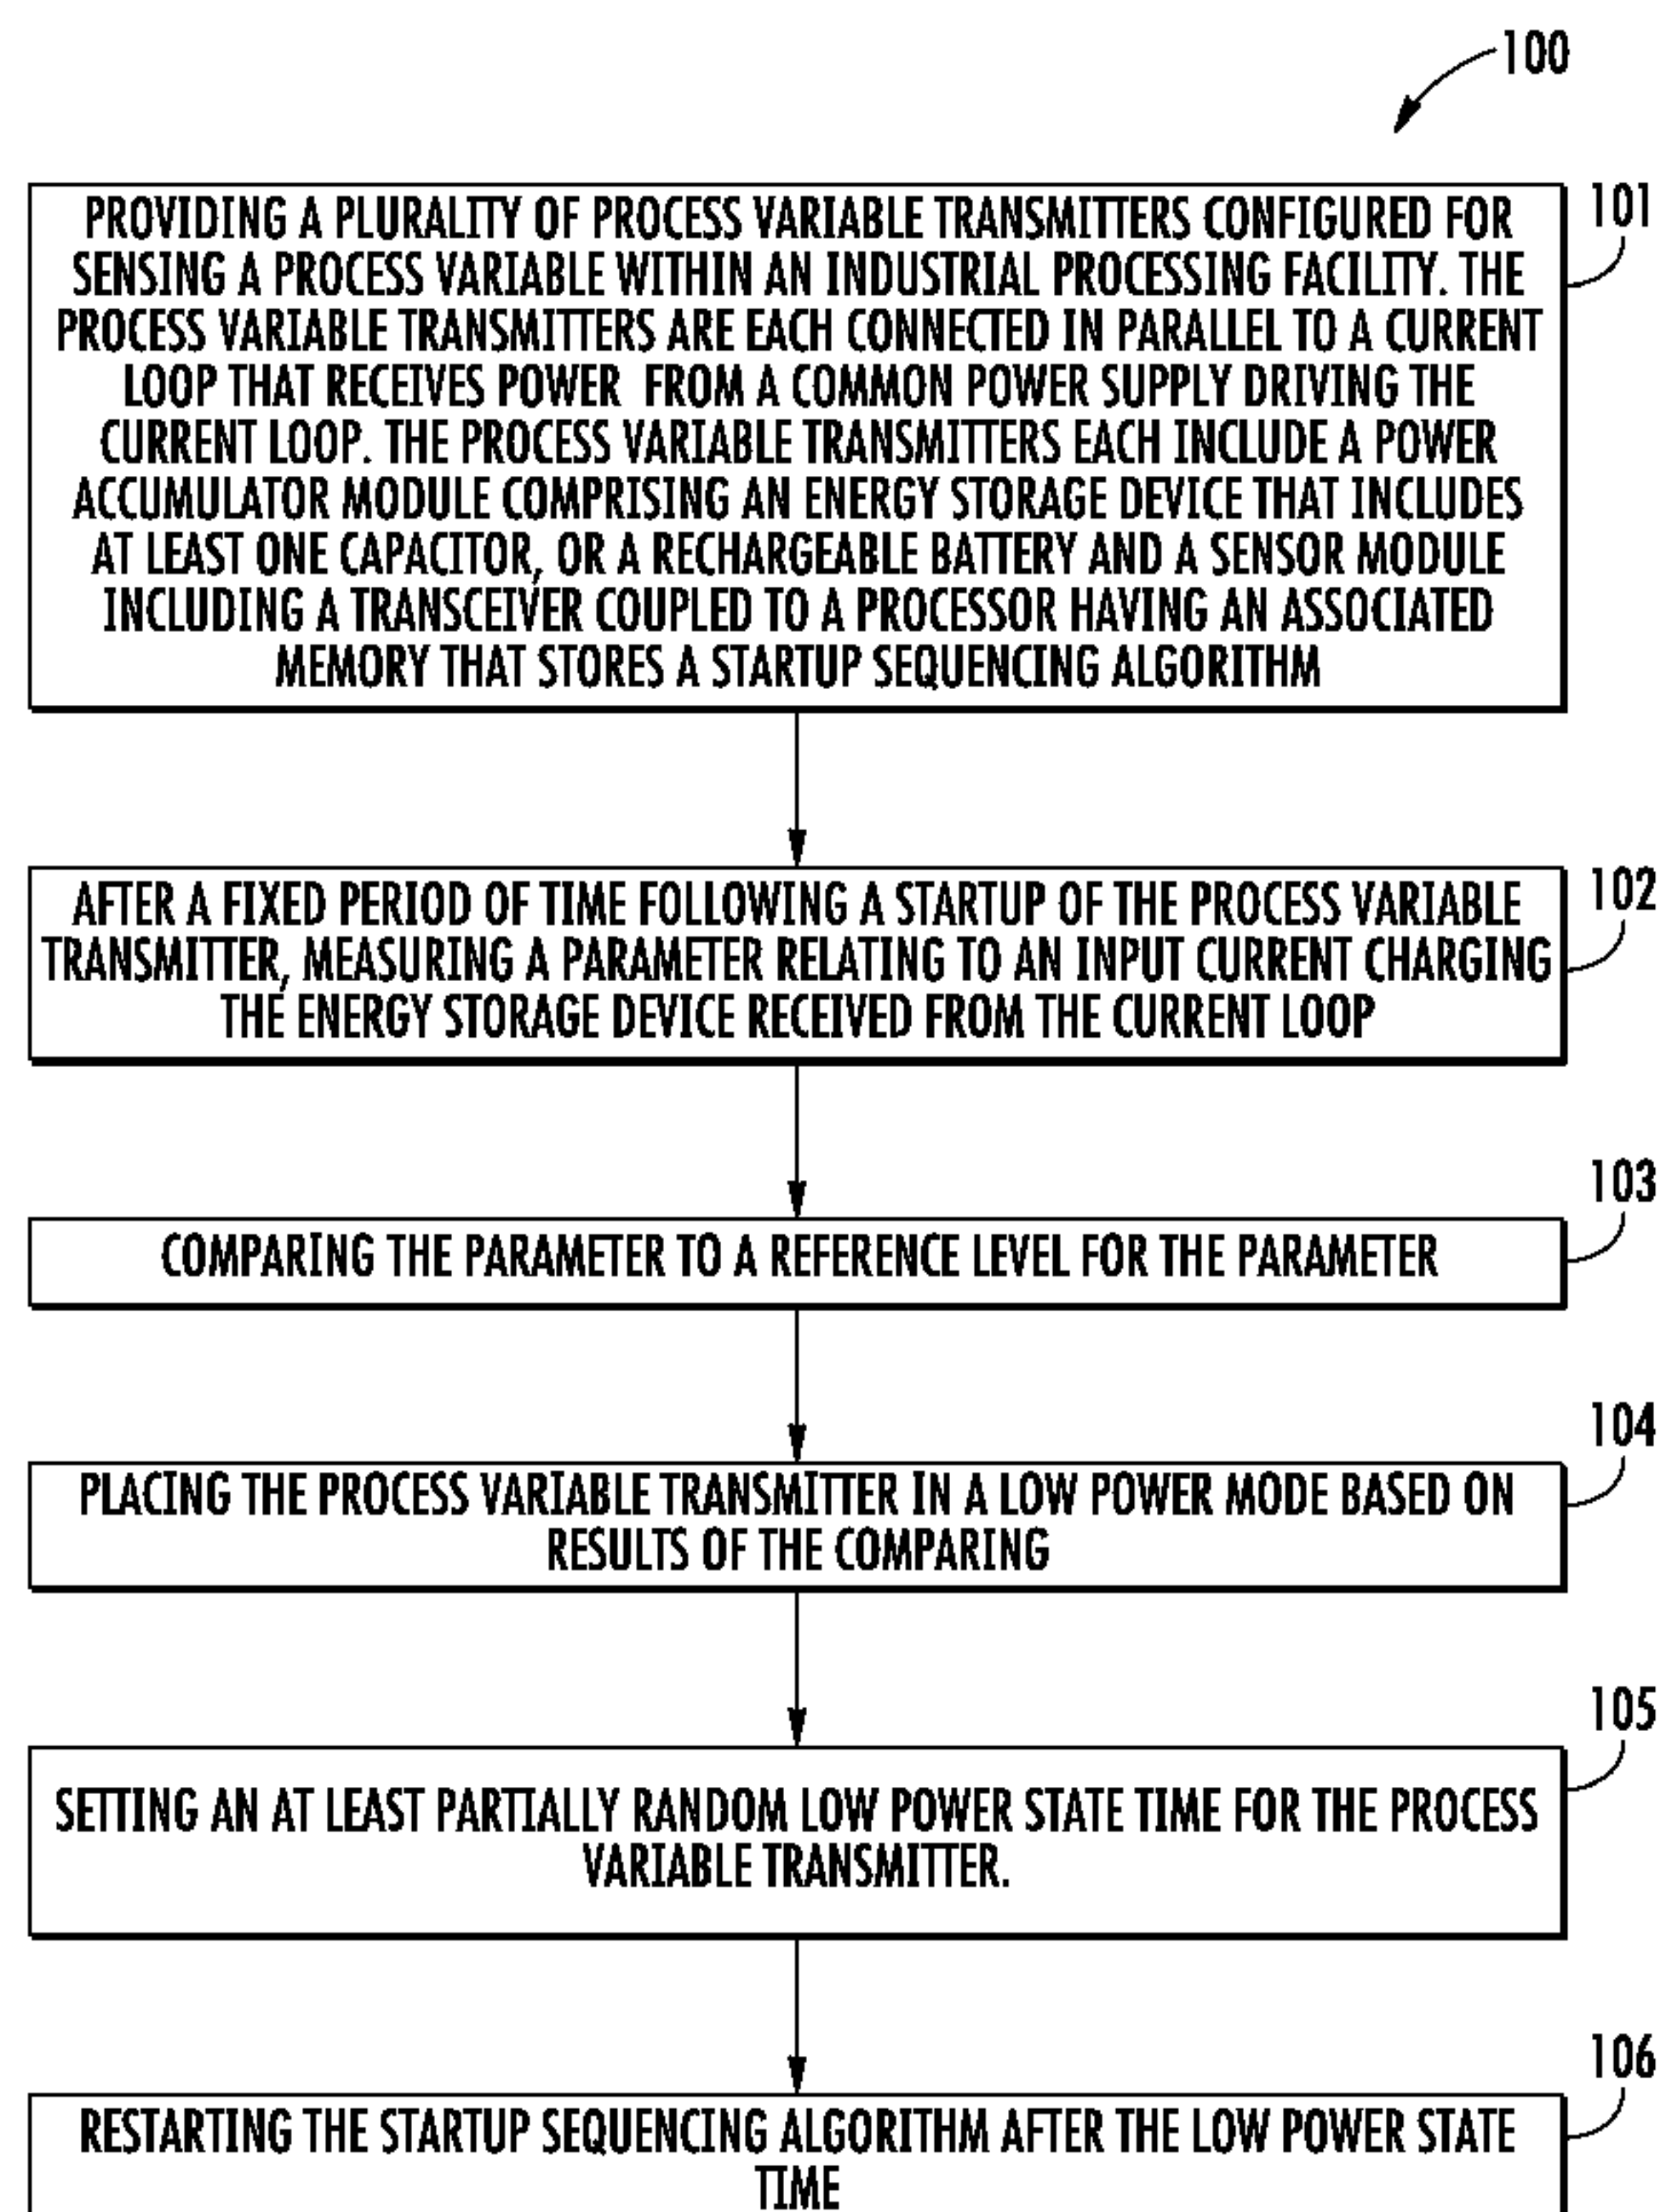 100
101
PROVIDING A PLURALITY OF PROCESS VARIABLE TRANSMITTERS CONFIGURED FOR
SENSING A PROCESS VARIABLE WITHIN AN INDUSTRIAL PROCESSING FACILITY. THE
PROCESS VARIABLE TRANSMITTERS ARE EACH CONNECTED IN PARALLEL TO A CURRENT
LOOP THAT RECEIVES POWER FROM A COMMON POWER SUPPLY DRIVING THE
CURRENT LOOP. THE PROCESS VARIABLE TRANSMITTERS EACH INCLUDE A POWER
ACCUMULATOR MODULE COMPRISING AN ENERGY STORAGE DEVICE THAT INCLUDES
AT LEAST ONE CAPACITOR, OR A RECHARGEABLE BATTERY AND A SENSOR MODULE
INCLUDING A TRANSCEIVER COUPLED TO A PROCESSOR HAVING AN ASSOCIATED
MEMORY THAT STORES A STARTUP SEQUENCING ALGORITHM
102
AFTER A FIXED PERIOD OF TIME FOLLOWING A STARTUP OF THE PROCESS VARIABLE
TRANSMITTER, MEASURING A PARAMETER RELATING TO AN INPUT CURRENT CHARGING
THE ENERGY STORAGE DEVICE RECEIVED FROM THE CURRENT LOOP
103
COMPARING THE PARAMETER TO A REFERENCE LEVEL FOR THE PARAMETER
104
PLACING THE PROCESS VARIABLE TRANSMITTER IN A LOW POWER MODE BASED ON
RESULTS OF THE COMPARING
105
SETTING AN AT LEAST PARTIALLY RANDOM LOW POWER STATE TIME FOR THE PROCESS
VARIABLE TRANSMITTER.
106
RESTARTING THE STARTUP SEQUENCING ALGORITHM AFTER THE LOW POWER STATE
TIME